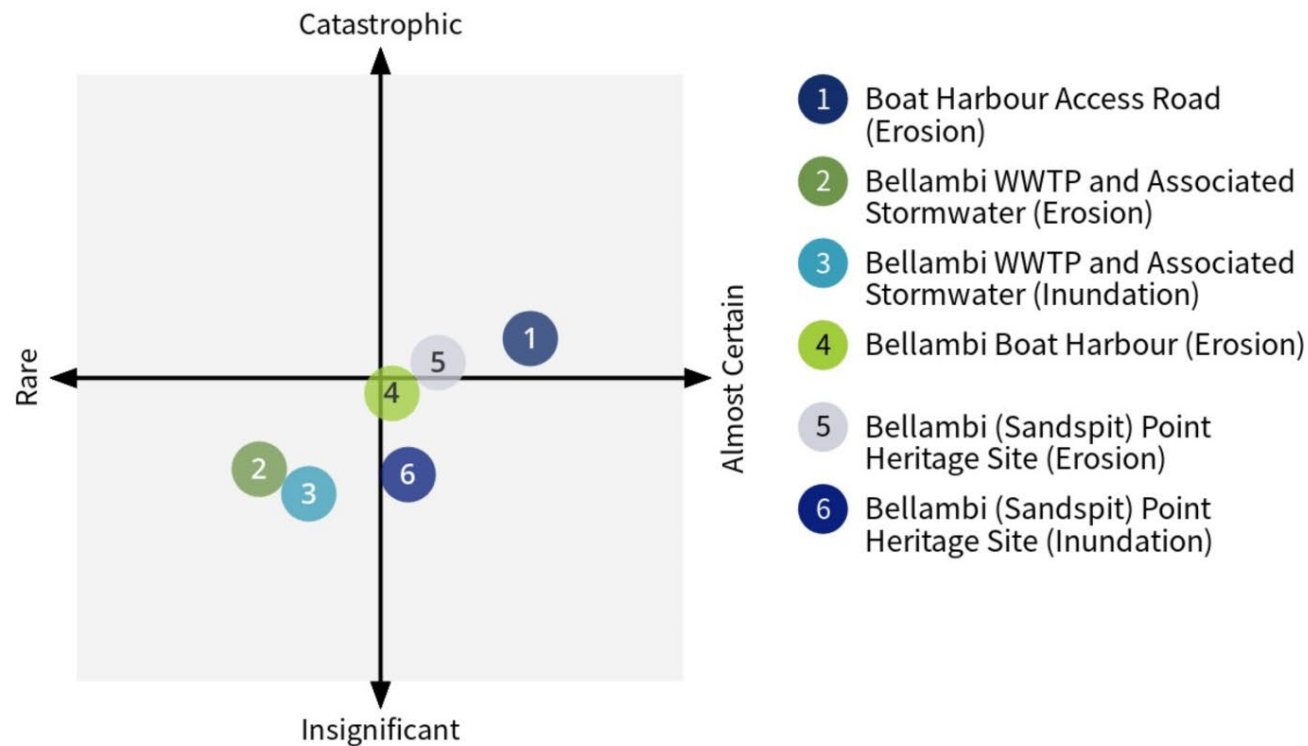 Catastrophic
Rare
Almost Certain
Insignificant
1
5
4
2
3
6
1 Boat Harbour Access Road
(Erosion)
2 Bellambi WWTP and Associated
Stormwater (Erosion)
3 Bellambi WWTP and Associated
Stormwater (Inundation)
4 Bellambi Boat Harbour (Erosion)
5 Bellambi (Sandspit) Point
Heritage Site (Erosion)
6 Bellambi (Sandspit) Point
Heritage Site (Inundation)